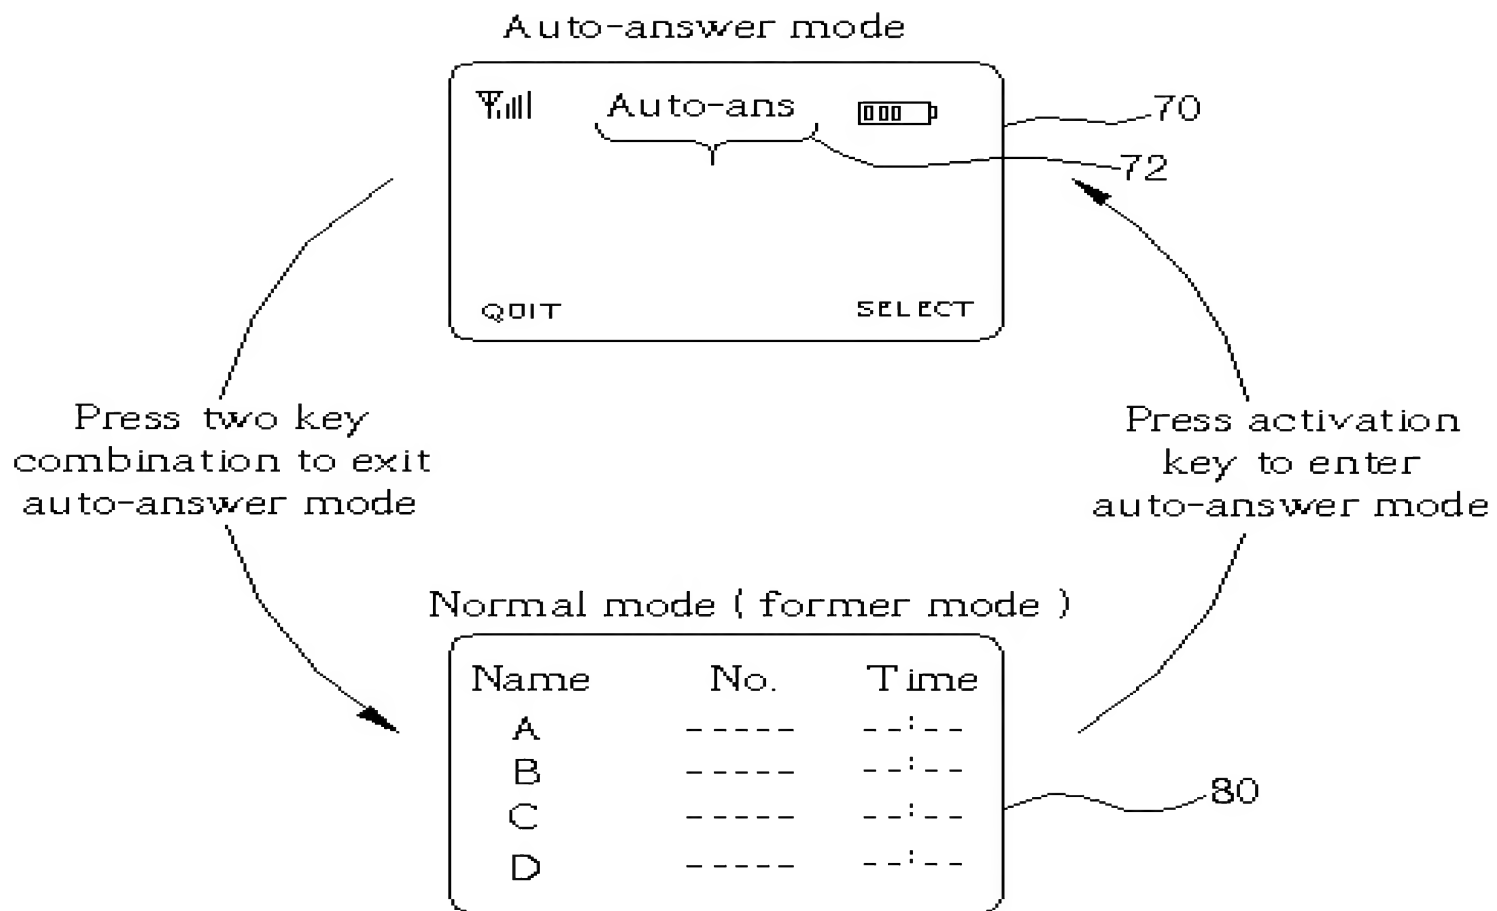 Auto-answer mode
Auto-ans
70
72
QUIT
SELECT
Press two key
combination to exit
auto-answer mode
Press activation
key to enter
auto-answer mode
Normal mode ( former mode )
Name No. Time
A ----- --:--
B ----- --:--
C ----- --:--
D ----- --:--
80